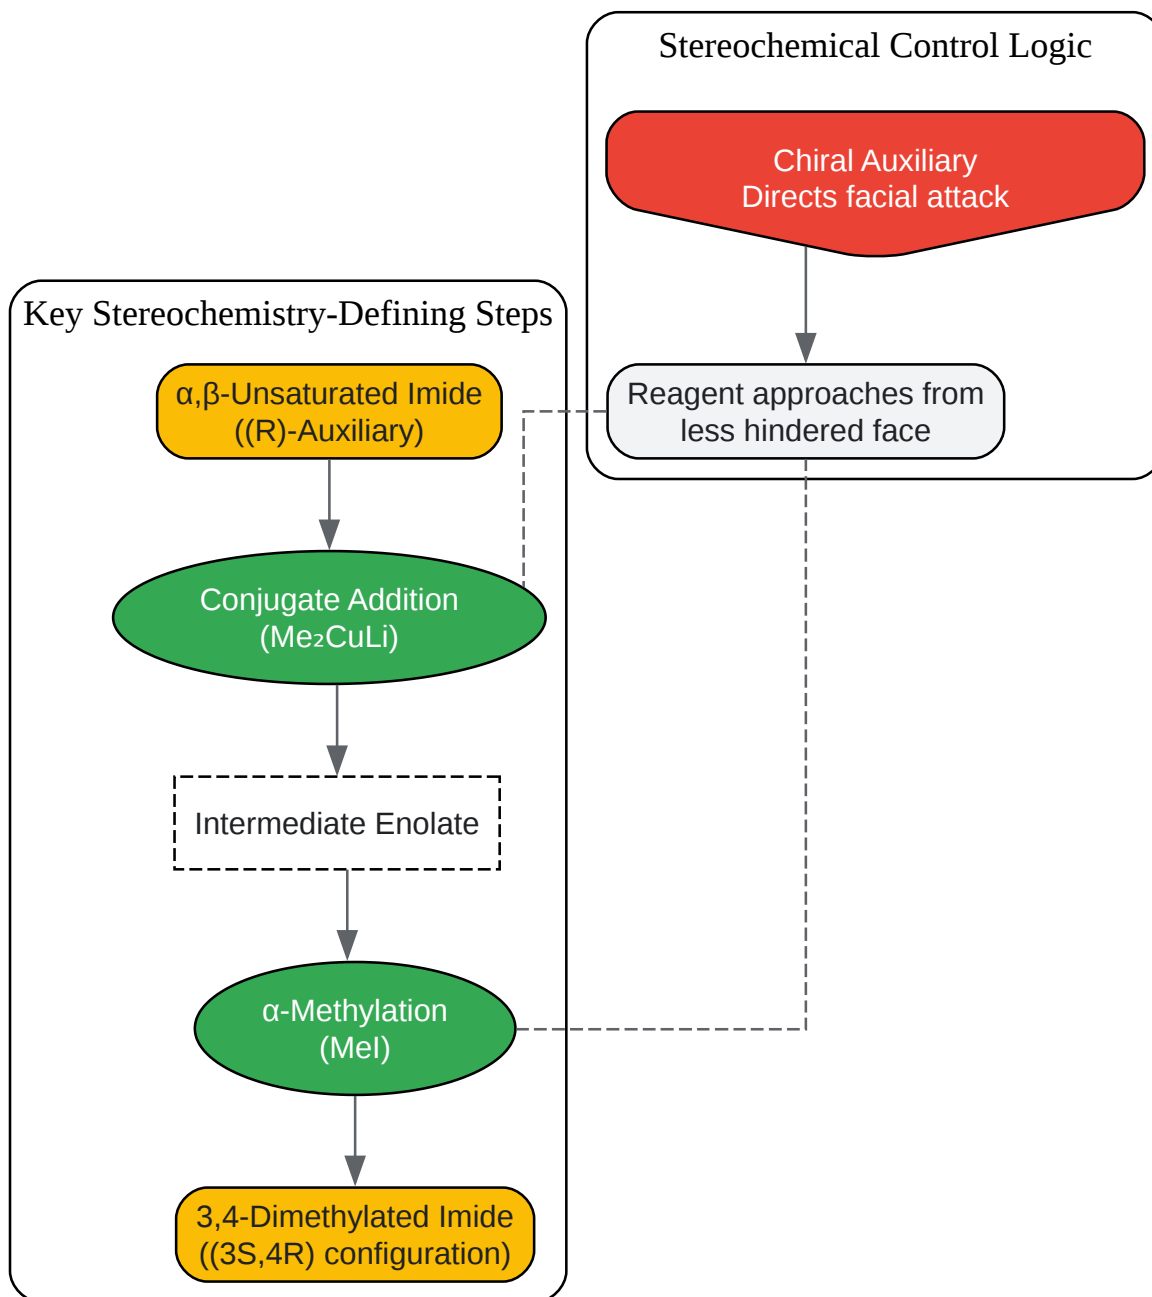 Stereochemical Control Logic
Chiral Auxiliary
Directs facial attack
Reagent approaches from
less hindered face
Key Stereochemistry-Defining Steps
α,β-Unsaturated Imide
((R)-Auxiliary)
Conjugate Addition
(Me₂CuLi)
Intermediate Enolate
α-Methylation
(MeI)
3,4-Dimethylated Imide
((3S,4R) configuration)